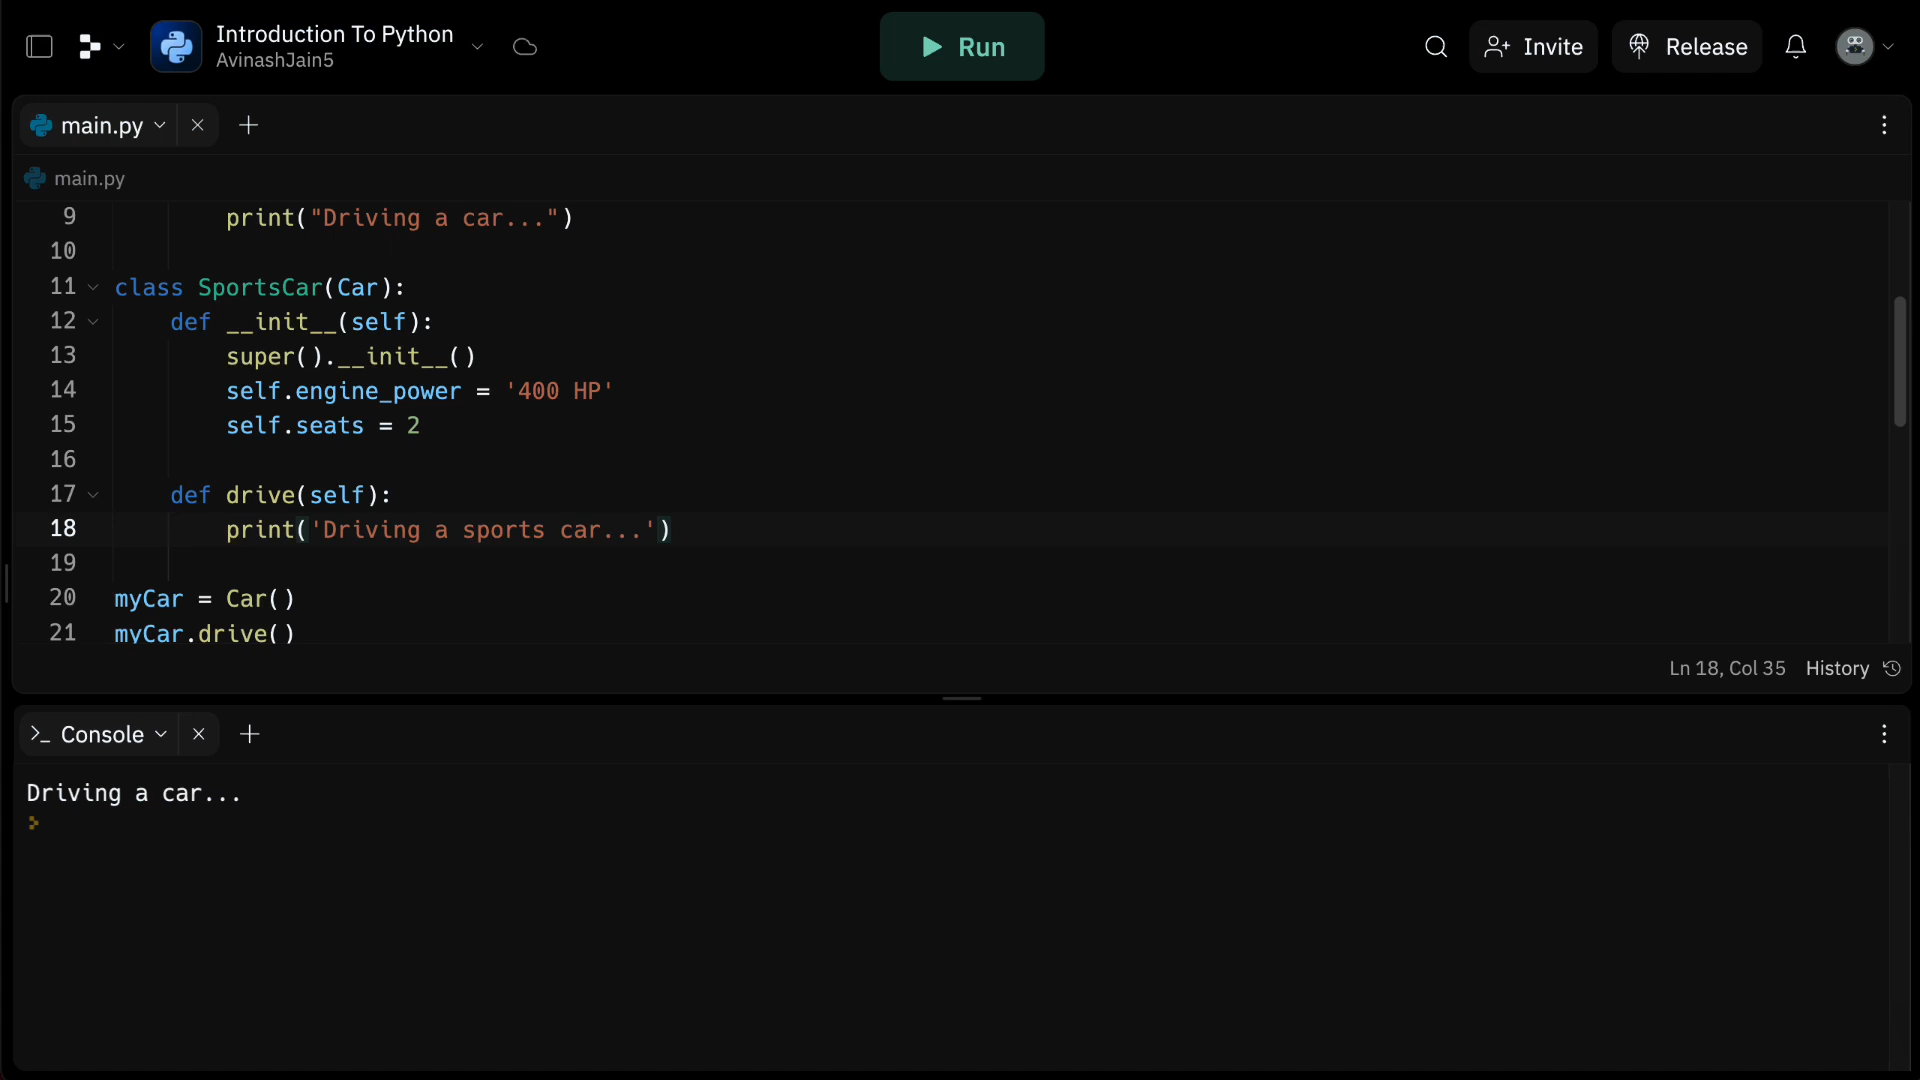 Introduction To Python
AvinashJain5
Run
Invite
Release
main.py
main.py
9 print("Driving a car...")
10
11 class SportsCar(Car):
12 def __init__(self):
13 super().__init__()
14 self.engine_power = '400 HP'
15 self.seats = 2
16
17 def drive(self):
18 print('Driving a sports car...')
19
20 myCar = Car()
21 myCar.drive()
Ln 18, Col 35 History
Console
Driving a car...